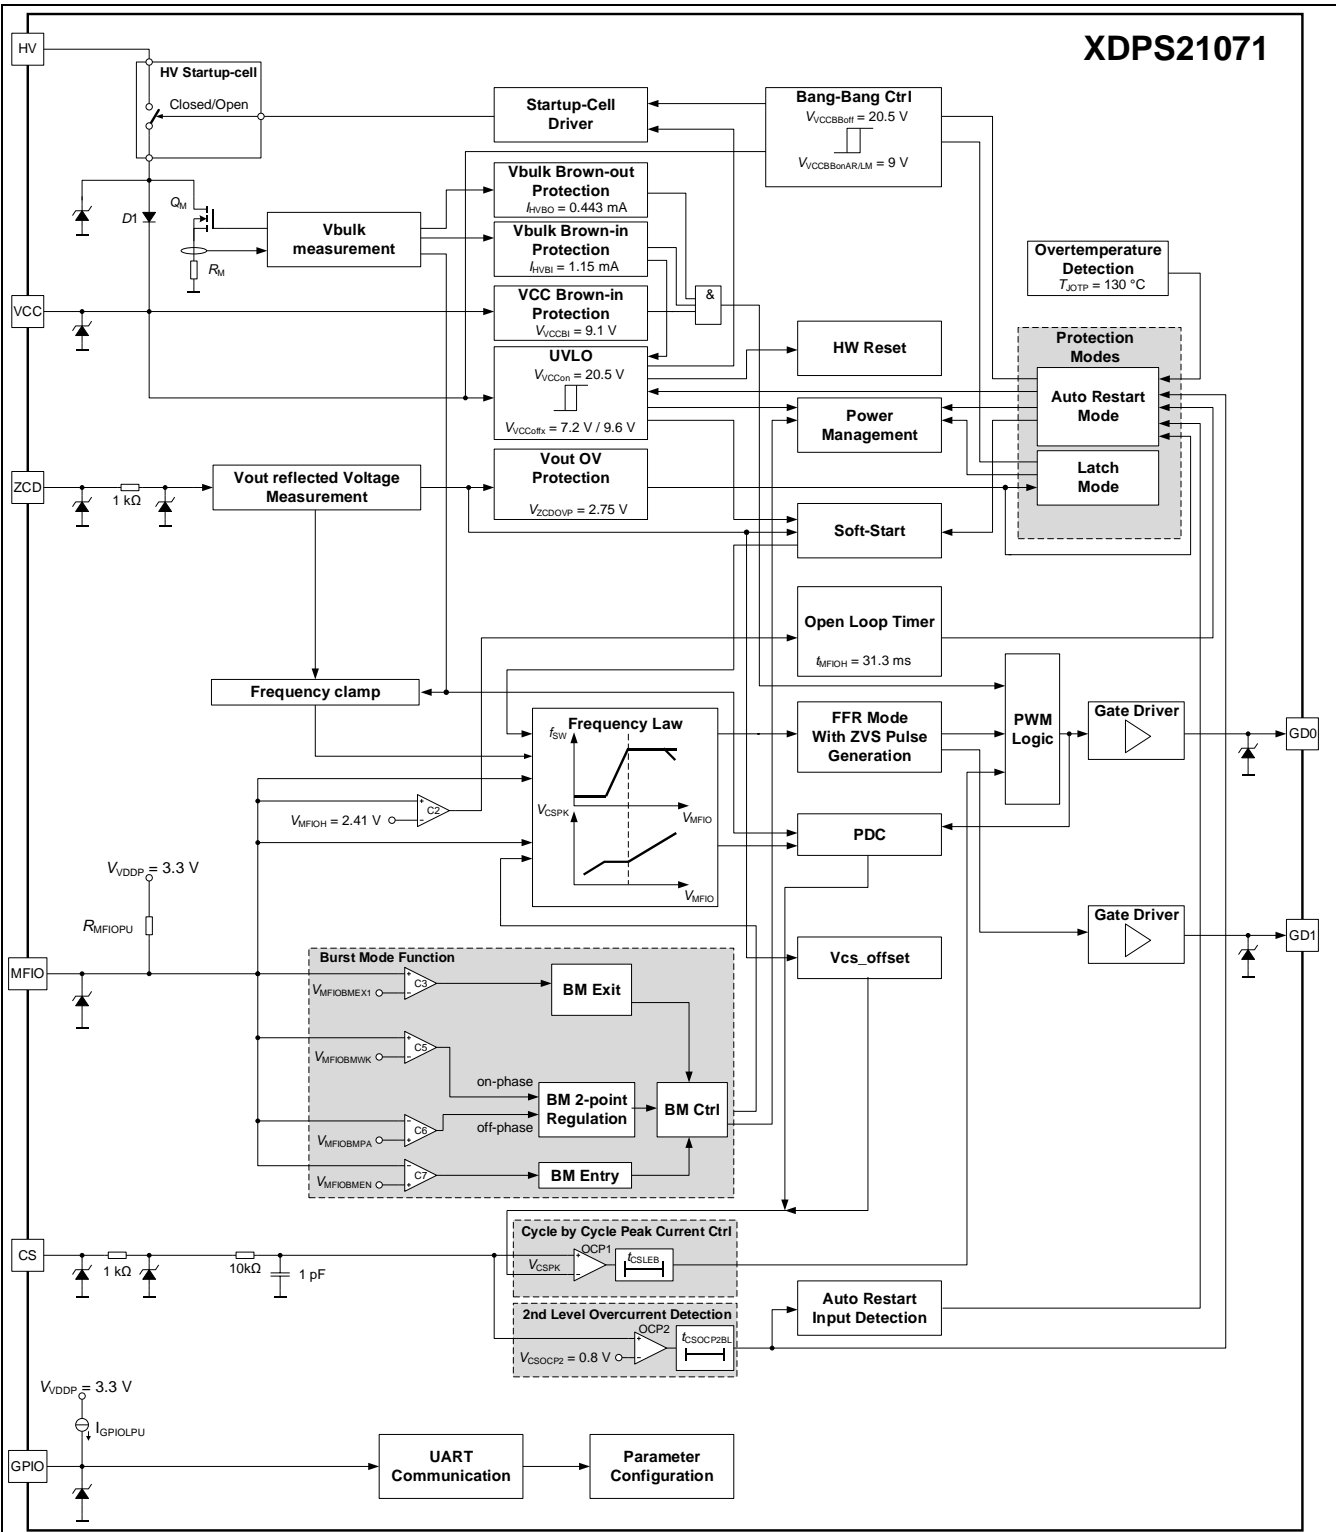 XDPS21071
HV
HV Startup-cell
Closed/Open
Startup-Cell
Driver
Bang-Bang Ctrl
VVCCBBoff = 20.5 V
VVCCBBonAR/LM = 9 V
Vbulk Brown-out
Protection
IHVBO = 0.443 mA
QM
D1
RM
Vbulk
measurement
Vbulk Brown-in
Protection
IHVBI = 1.15 mA
Overtemperature
Detection
TJOTP = 130 °C
VCC
VCC Brown-in
Protection
VVCCBI = 9.1 V
&
HW Reset
UVLO
VVCCon = 20.5 V
VVCCoffx = 7.2 V / 9.6 V
Protection
Modes
Auto Restart
Mode
Power
Management
Latch
Mode
ZCD
1 kΩ
Vout reflected Voltage
Measurement
Vout OV
Protection
VZCDOVP = 2.75 V
Soft-Start
Open Loop Timer
tMFIOH = 31.3 ms
Frequency clamp
Frequency Law
fSW
VMFIO
VCSPK
VMFIO
FFR Mode
With ZVS Pulse
Generation
PWM
Logic
Gate Driver
GD0
C2
+
−
VMFIOH = 2.41 V
PDC
VVDDP = 3.3 V
RMFIOPU
Gate Driver
GD1
MFIO
Burst Mode Function
Vcs_offset
+
−
C3
VMFIOBMEX1
BM Exit
+
−
C5
VMFIOBMWK
on-phase
BM 2-point
Regulation
BM Ctrl
−
+
C6
off-phase
VMFIOBMPA
−
+
C7
VMFIOBMEN
BM Entry
CS
1 kΩ
10kΩ
1 pF
Cycle by Cycle Peak Current Ctrl
OCP1
+
−
VCSPK
tCSLEB
2nd Level Overcurrent Detection
OCP2
+
−
VCSOCP2 = 0.8 V
tCSOCP2BL
Auto Restart
Input Detection
VVDDP = 3.3 V
IGPIOLPU
GPIO
UART
Communication
Parameter
Configuration